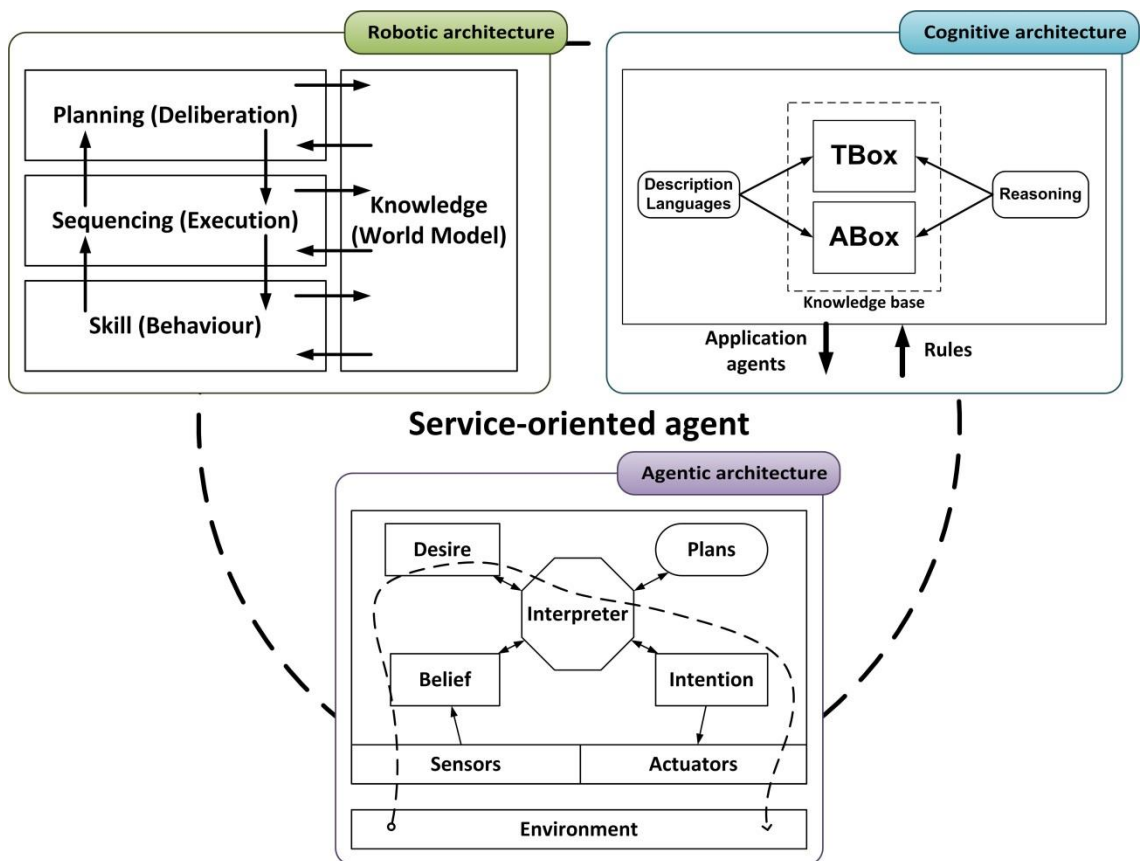 Robotic architecture
Planning (Deliberation)
Sequencing (Execution)
Skill (Behaviour)
Knowledge
(World Model)
Cognitive architecture
TBox
Description
Languages
Reasoning
ABox
Knowledge base
Application
agents
Rules
Service-oriented agent
Agentic architecture
Desire
Plans
Interpreter
Belief
Intention
Sensors
Actuators
Environment